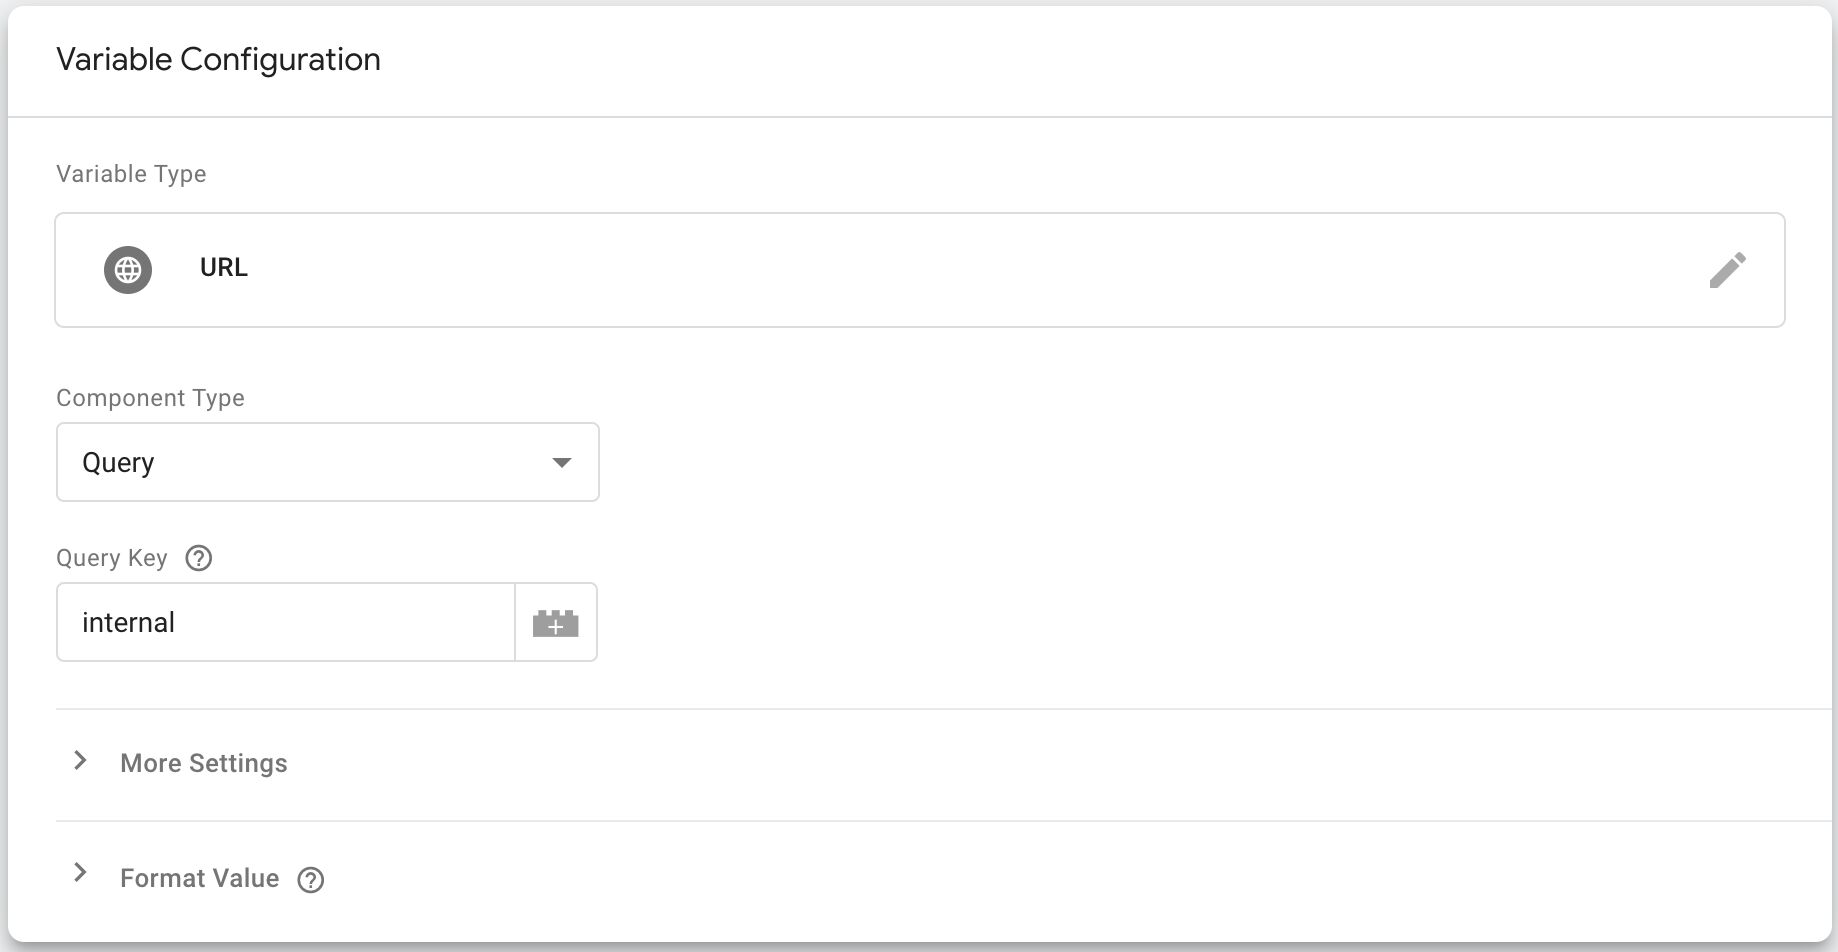 Variable Configuration
Variable Type
URL
Component Type
Query
Query Key
internal
More Settings
Format Value